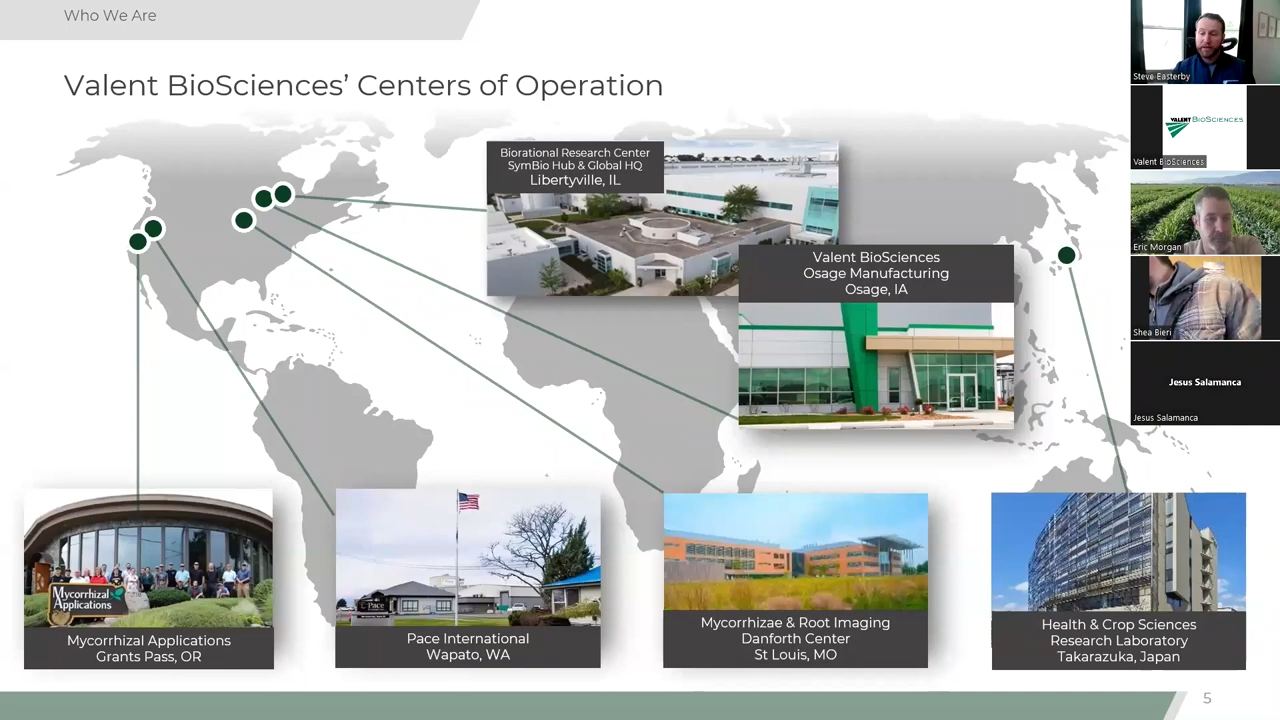 Who We Are
Valent BioSciences’ Centers of Operation
Biorational Research Center
SymBio Hub & Global HQ
Libertyville, IL
Valent BioSciences
Osage Manufacturing
Osage, IA
Mycorrhizal
Applications
Mycorrhizal Applications
Grants Pass, OR
Pace
Pace International
Wapato, WA
Mycorrhizae & Root Imaging
Danforth Center
St Louis, MO
Health & Crop Sciences
Research Laboratory
Takarazuka, Japan
5
Steve Easterby
VALENT BIOSCIENCES
Valent BioSciences
Eric Morgan
Shea Bieri
Jesus Salamanca
Jesus Salamanca